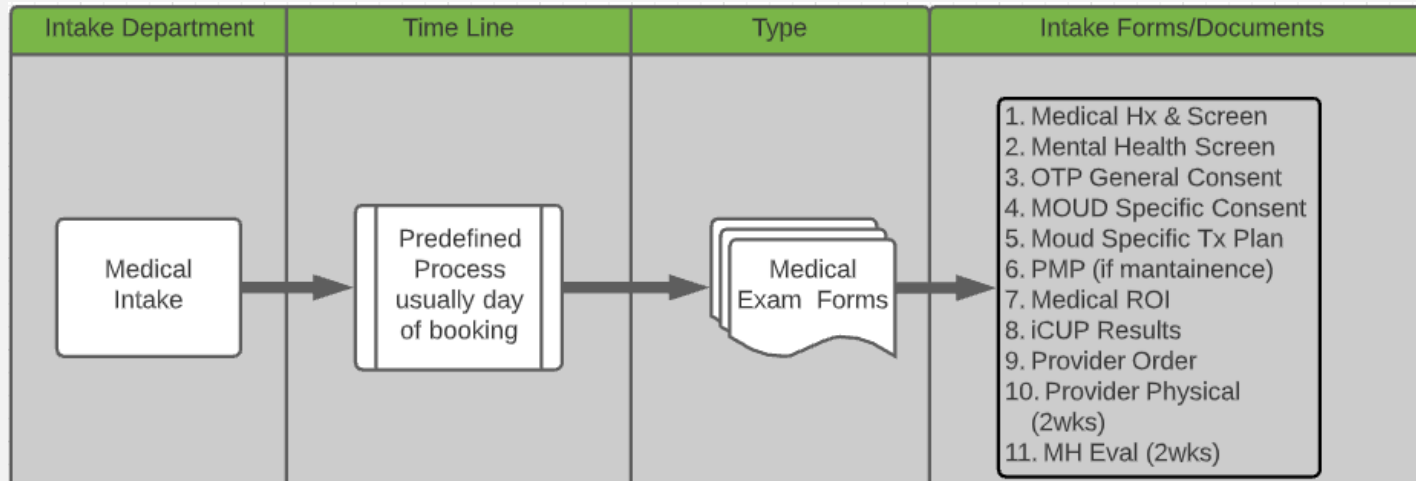 Intake Department
Time Line
Type
Intake Forms/Documents
Medical
Intake
Predefined
Process
usually day
of booking
Medical
Exam Forms
1. Medical Hx & Screen
2. Mental Health Screen
3. OTP General Consent
4. MOUD Specific Consent
5. Moud Specific Tx Plan
6. PMP (if mantainence)
7. Medical ROI
8. iCUP Results
9. Provider Order
10. Provider Physical
(2wks)
11. MH Eval (2wks)